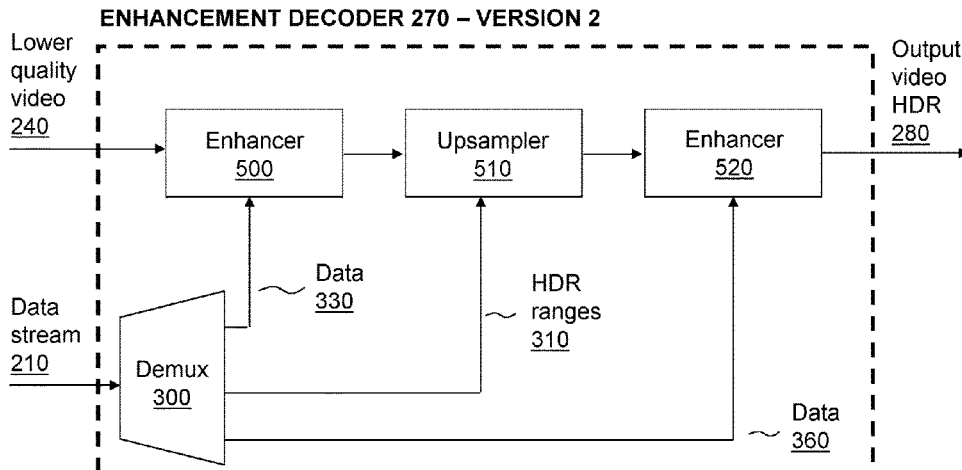 ENHANCEMENT DECODER 270 – VERSION 2
Lower
quality
video
240
Enhancer
500
Upsampler
510
Enhancer
520
Output
video
HDR
280
Data
330
HDR
ranges
310
Data
stream
210
Demux
300
Data
360